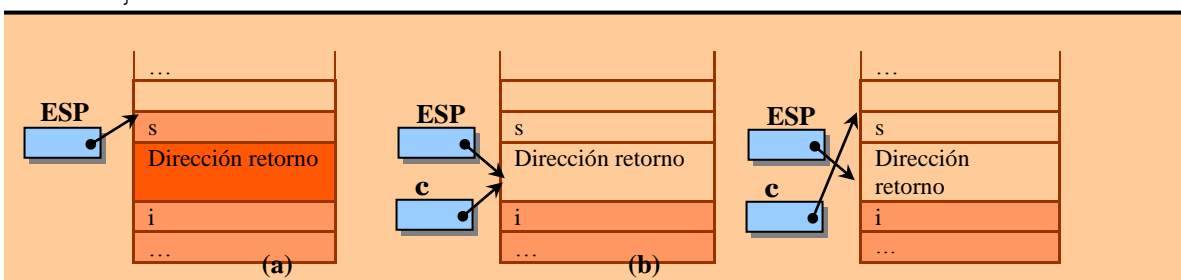 …
ESP
s
Dirección retorno
i
…
(a)
ESP
c
s
Dirección retorno
i
…
(b)
…
ESP
c
s
Dirección
retorno
i
…